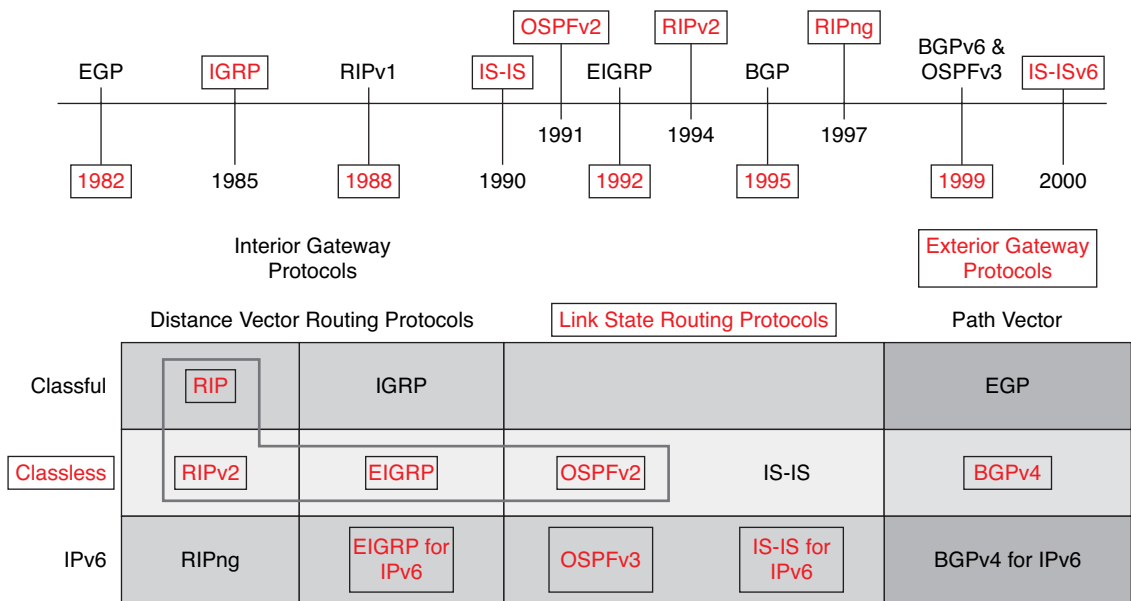 OSPFv2 RIPv2 RIPng
EGP IGRP RIPv1 IS-IS EIGRP BGP BGPv6 &
OSPFv3 IS-ISv6
1991 1994 1997
1982 1985 1988 1990 1992 1995 1999 2000
Interior Gateway
Protocols
Exterior Gateway
Protocols
Distance Vector Routing Protocols Link State Routing Protocols Path Vector
Classful RIP IGRP EGP
Classless RIPv2 EIGRP OSPFv2 IS-IS BGPv4
IPv6 RIPng EIGRP for
IPv6 OSPFv3 IS-IS for
IPv6 BGPv4 for IPv6